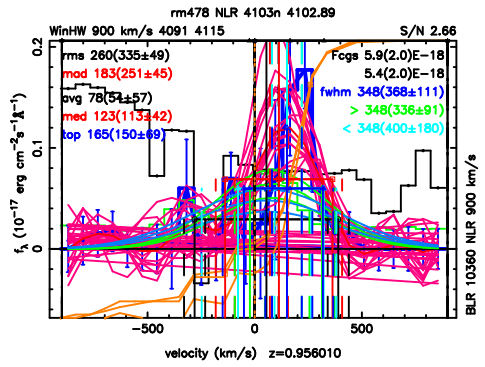 rm478 NLR 4103n 4102.89
WinHW 900 km/s 4091 4115
S/N 2.66
rms 260(335±49)
mad 183(251±45)
avg 78(54±57)
med 123(113±42)
top 165(150±69)
Fcgs 5.9(2.0)E-18
5.4(2.0)E-18
fwhm 348(368±111)
> 348(336±91)
< 348(400±180)
0.2
0.1
0
f_λ (10⁻¹⁷ erg cm⁻²s⁻¹Å⁻¹)
BLR 10360 NLR 900 km/s
−500
0
500
velocity (km/s) z=0.956010